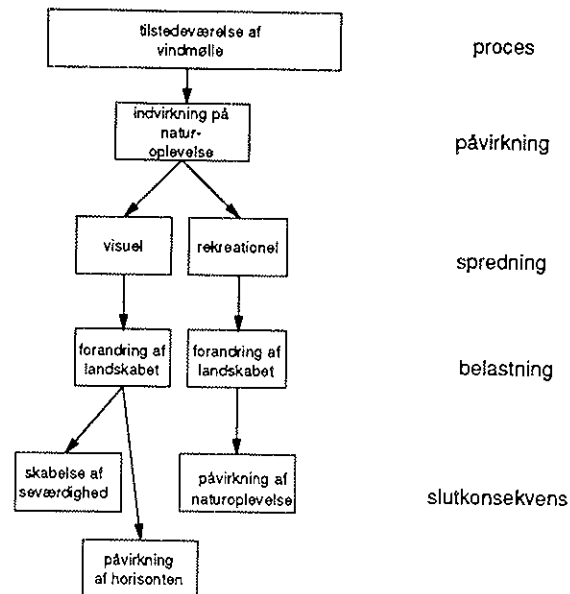 tilstedeværelse af
vindmølle
proces
indvirkning på
natur-
oplevelse
påvirkning
visuel
rekreationel
spredning
forandring af
landskabet
forandring af
landskabet
belastning
skabelse af
seværdighed
påvirkning af
naturoplevelse
slutkonsekvens
påvirkning
af horisonten